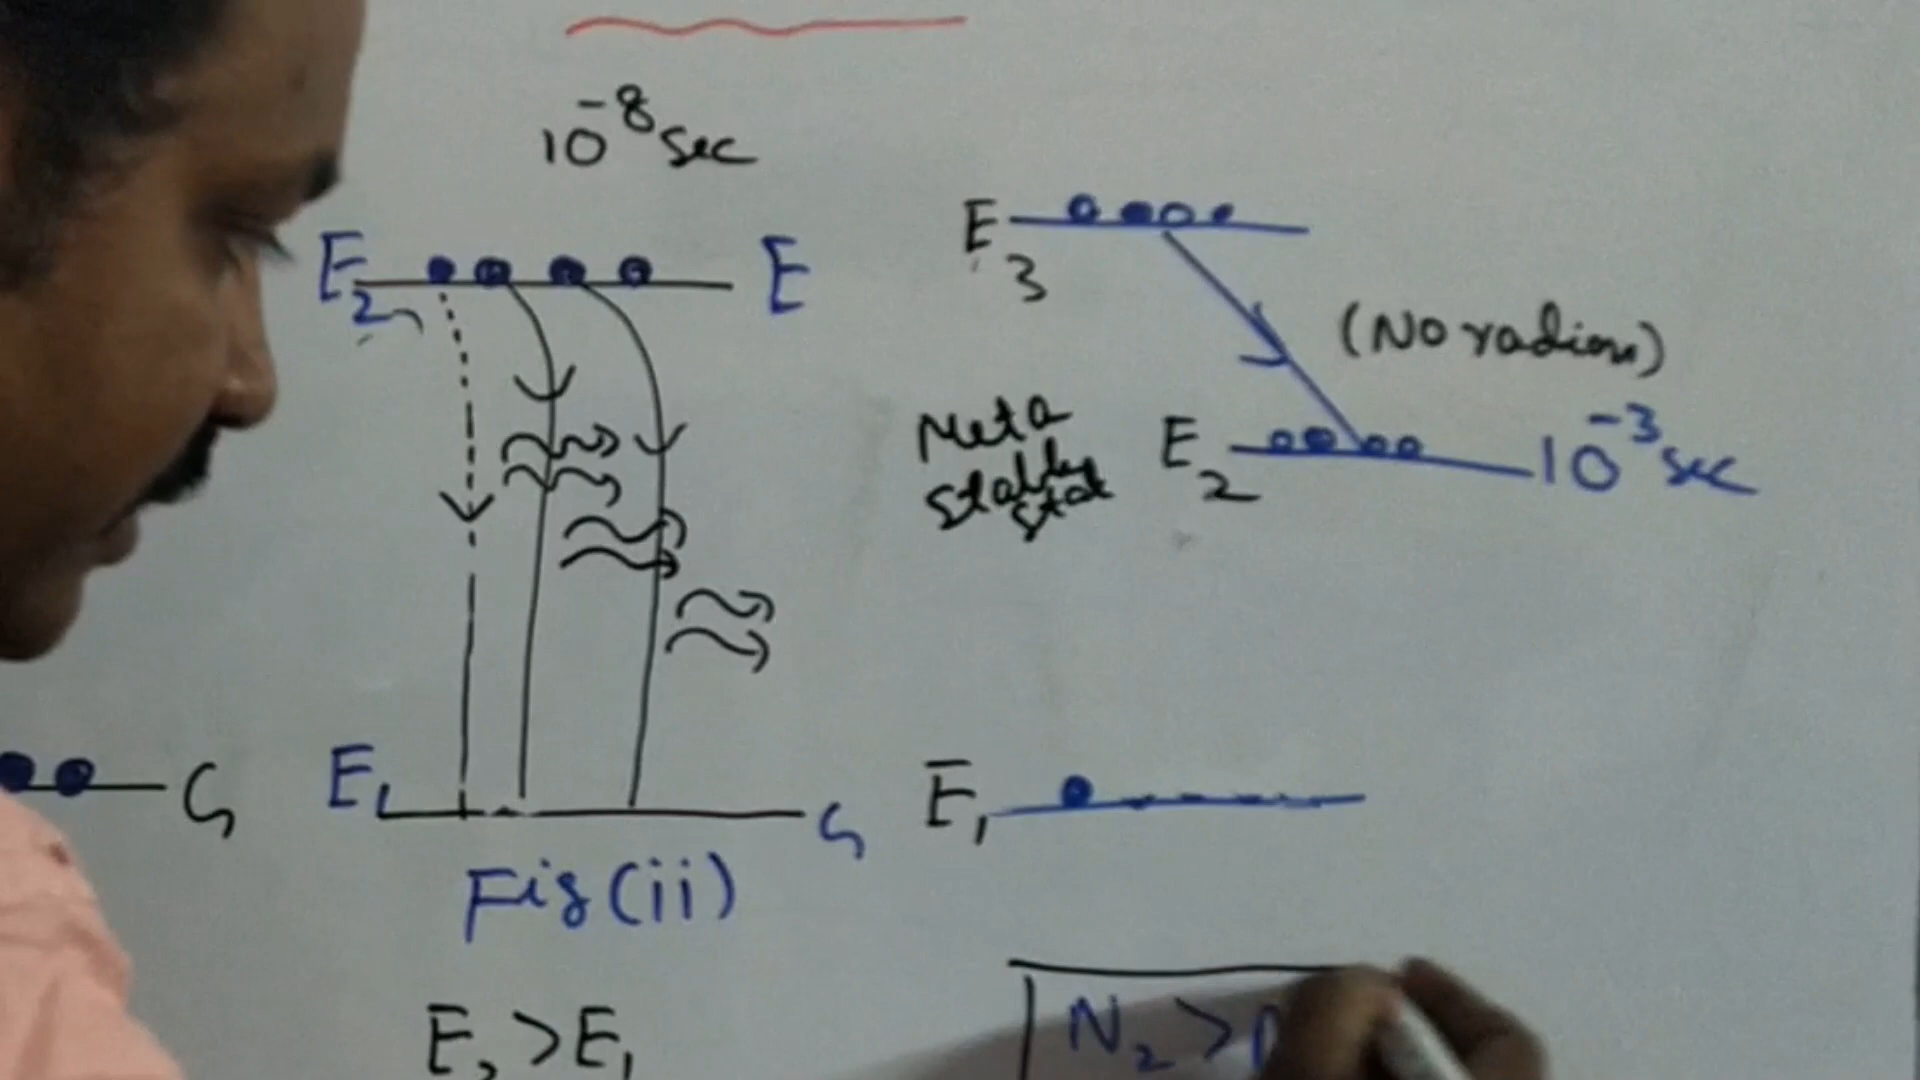 10⁻⁸ sec
E₂ E
E₃
(No radions)
Meta
stable
state
E₂ 10⁻³ sec
G
E₁ G
E₁
Fig (ii)
E₂ > E₁
N₂ >